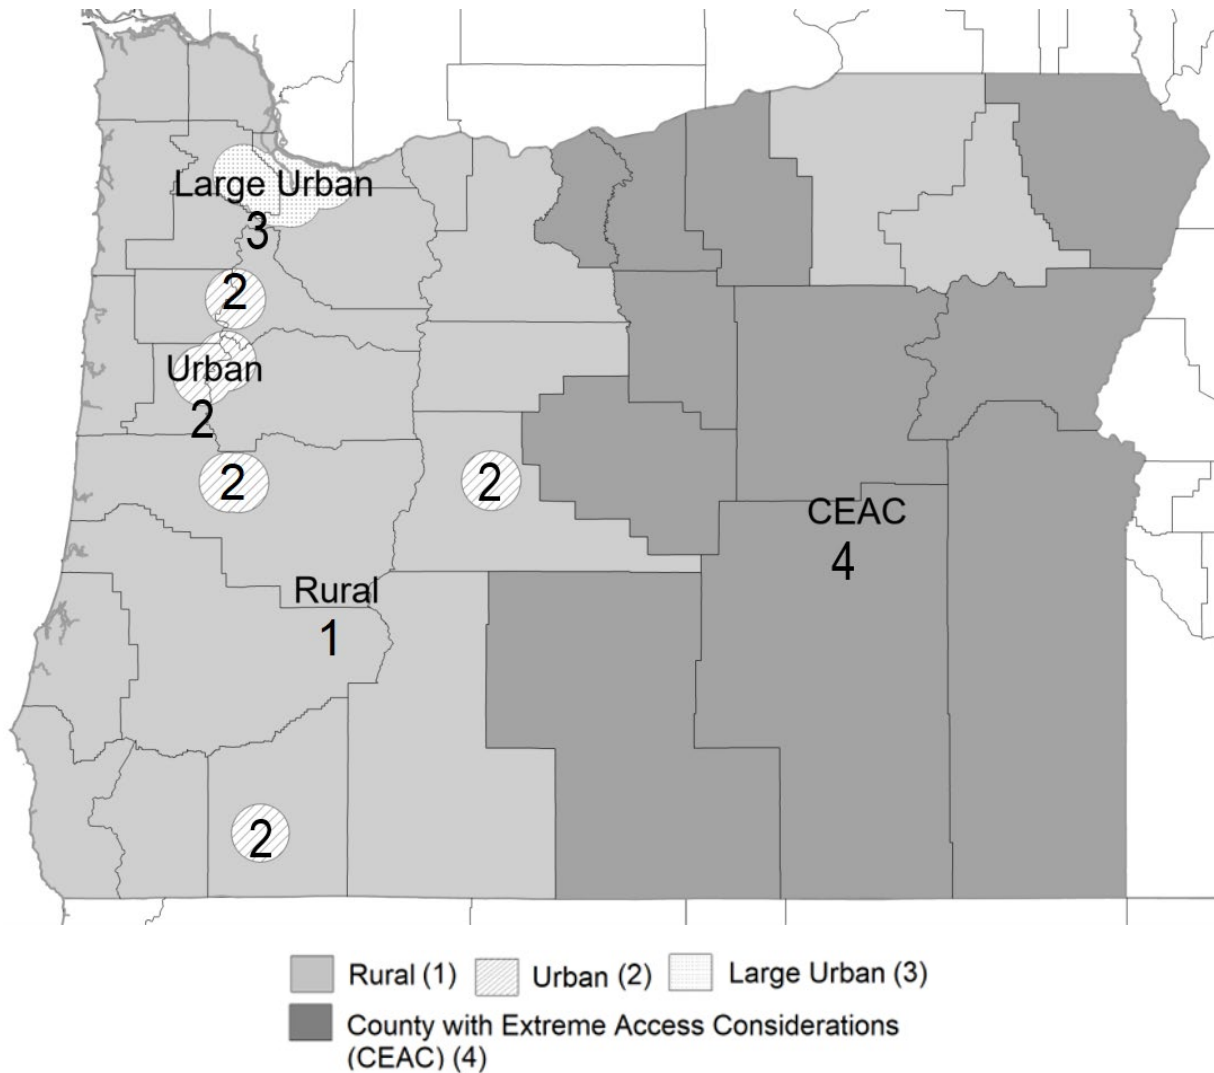 Large Urban
3
2
Urban
2
2
2
CEAC
4
Rural
1
2
Rural (1)
Urban (2)
Large Urban (3)
County with Extreme Access Considerations
(CEAC) (4)